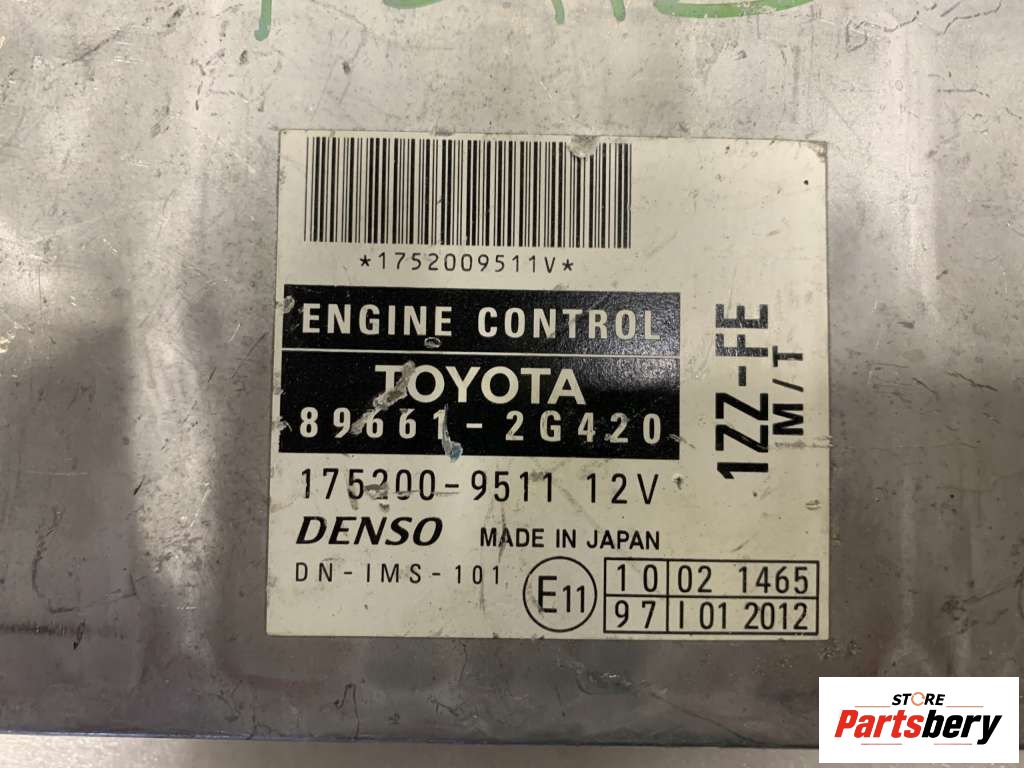 *1752009511V*
ENGINE CONTROL
TOYOTA
89661-2G420
175200-9511 12V
DENSO MADE IN JAPAN
DN-IMS-101
E11
10 02 1465
97 I 01 2012
1ZZ-FE
M/T
STORE
Partsbery